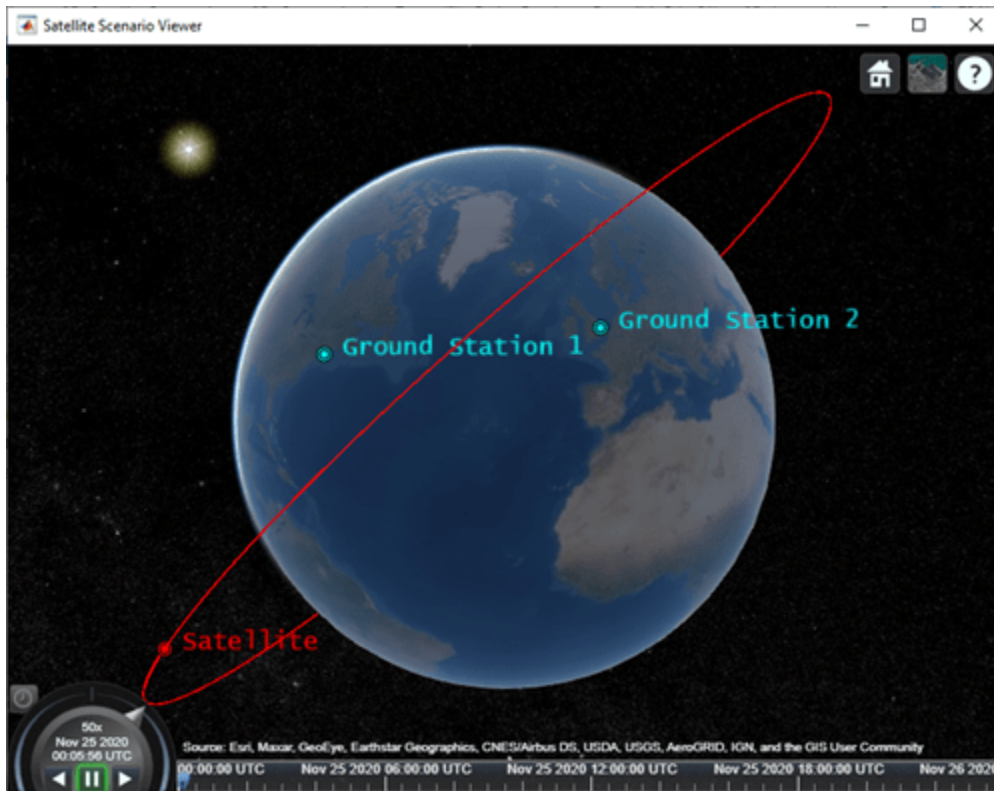 Satellite Scenario Viewer
?
Ground Station 2
Ground Station 1
Satellite
50x
Nov 25 2020
00:05:56 UTC
Source: Esri, Maxar, GeoEye, Earthstar Geographics, CNES/Airbus DS, USDA, USGS, AeroGRID, IGN, and the GIS User Community
00:00:00 UTC Nov 25 2020 06:00:00 UTC Nov 25 2020 12:00:00 UTC Nov 25 2020 18:00:00 UTC Nov 26 2020